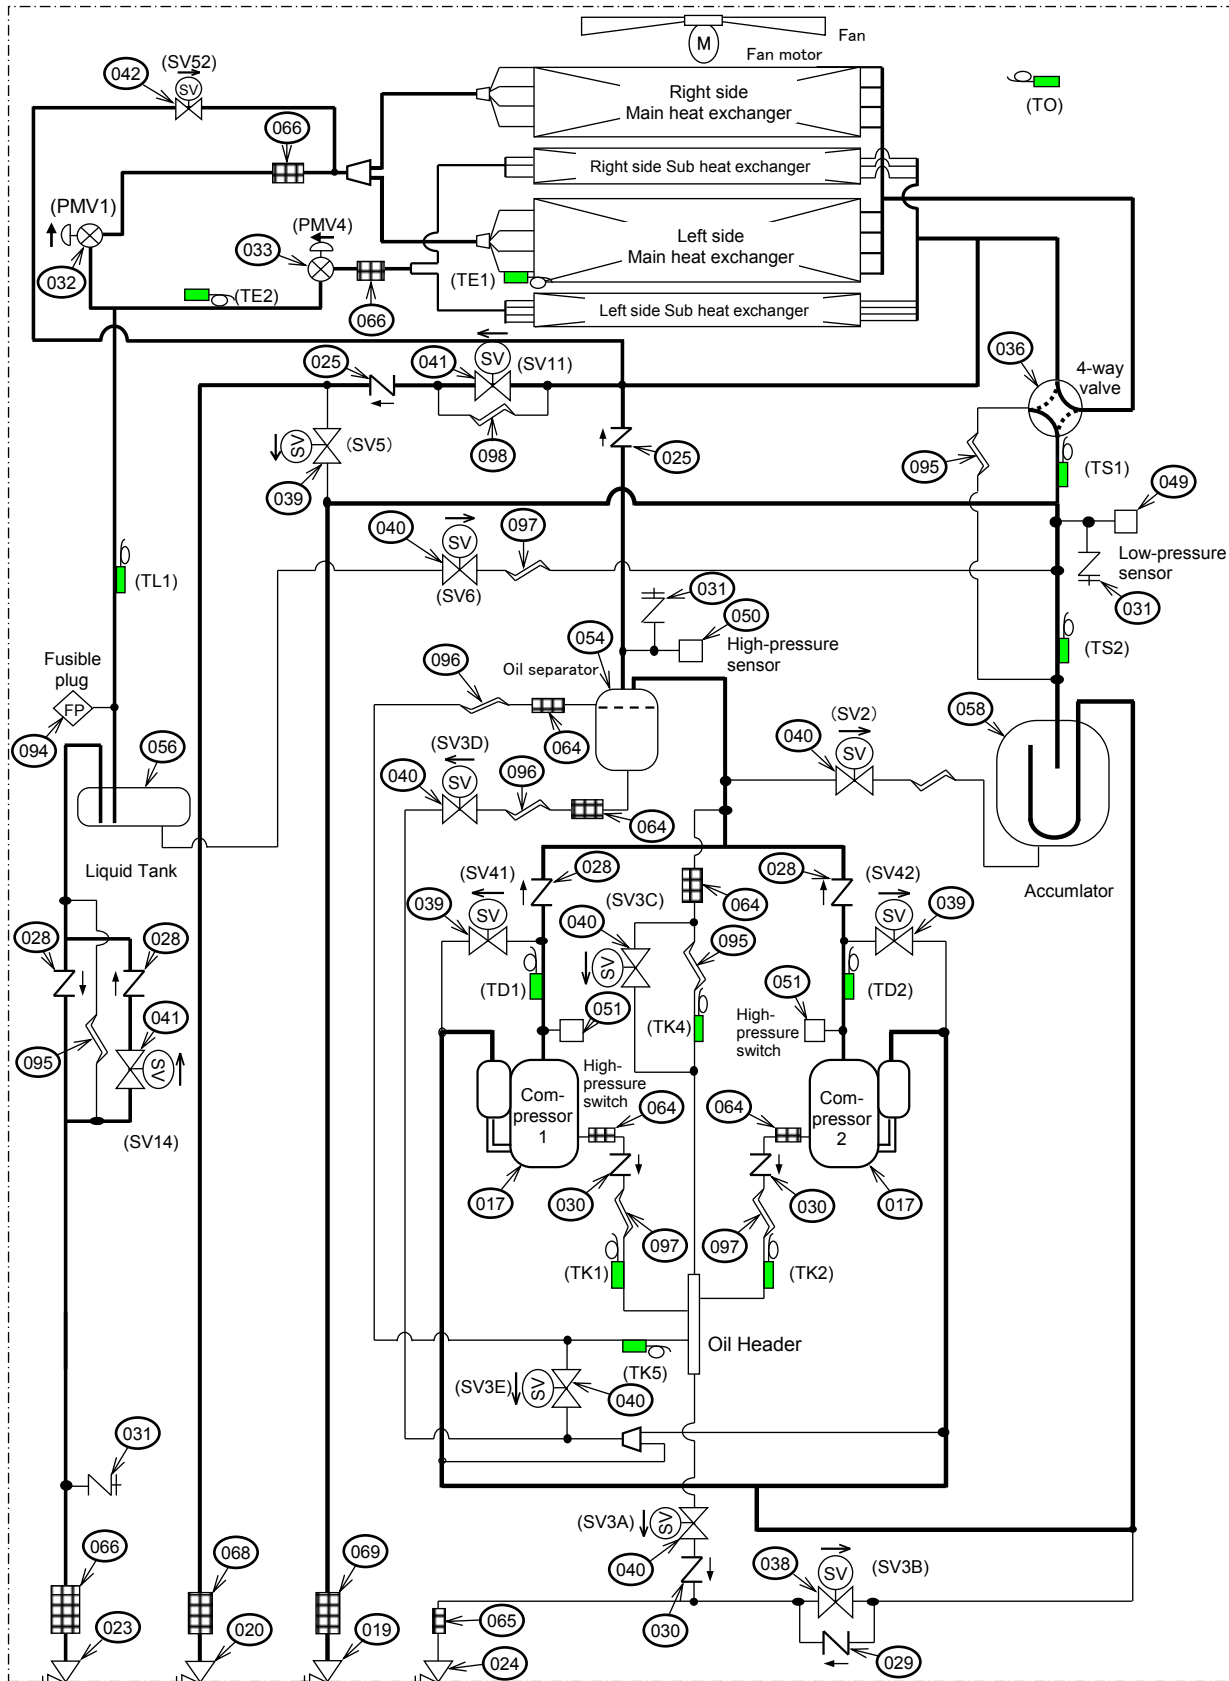 Fan
M
Fan motor
(SV52)
042
SV
Right side
Main heat exchanger
(TO)
066
Right side Sub heat exchanger
(PMV1)
032
(PMV4)
033
Left side
Main heat exchanger
(TE1)
(TE2)
066
Left side Sub heat exchanger
025
041
SV
(SV11)
036
4-way
valve
098
SV
(SV5)
039
025
095
(TS1)
049
040
SV
097
(SV6)
Low-pressure
sensor
031
(TL1)
031
050
High-pressure
sensor
054
Oil separator
(TS2)
Fusible
plug
FP
094
096
064
058
(SV2)
040
SV
056
(SV3D)
040
SV
096
064
Liquid Tank
Accumlator
(SV41)
028
039
SV
(SV3C)
040
SV
064
095
028
(SV42)
SV
039
028
028
(TD1)
051
(TK4)
051
(TD2)
High-
pressure
switch
041
SV
095
(SV14)
Com-
pressor
1
High-
pressure
switch
064
064
Com-
pressor
2
017
030
097
030
017
097
(TK1)
(TK2)
Oil Header
(TK5)
(SV3E)
SV
040
031
(SV3A)
SV
040
030
038
SV
(SV3B)
029
066
068
069
065
023
020
019
024